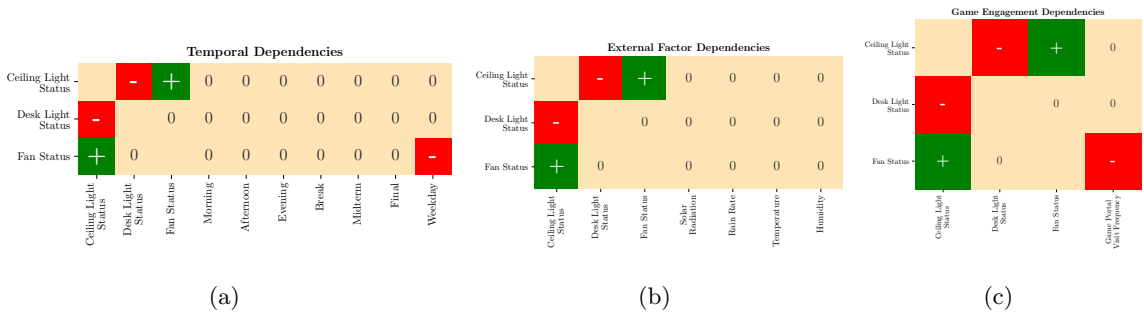 Temporal Dependencies
Ceiling Light
Status
- + 0 0 0 0 0 0 0
Desk Light
Status
- 0 0 0 0 0 0 0 0
Fan Status
+ 0 0 0 0 0 0 0 -
Ceiling Light
Status
Desk Light
Status
Fan Status
Morning
Afternoon
Evening
Break
Midterm
Final
Weekday
(a)
External Factor Dependencies
Ceiling Light
Status
- + 0 0 0 0
Desk Light
Status
- 0 0 0 0 0
Fan Status
+ 0 0 0 0 0
Ceiling Light
Status
Desk Light
Status
Fan Status
Solar
Radiation
Rain Rate
Temperature
Humidity
(b)
Game Engagement Dependencies
Ceiling Light
Status
- + 0
Desk Light
Status
- 0 0
Fan Status
+ 0 -
Ceiling Light
Status
Desk Light
Status
Fan Status
Game Portal
Visit Frequency
(c)